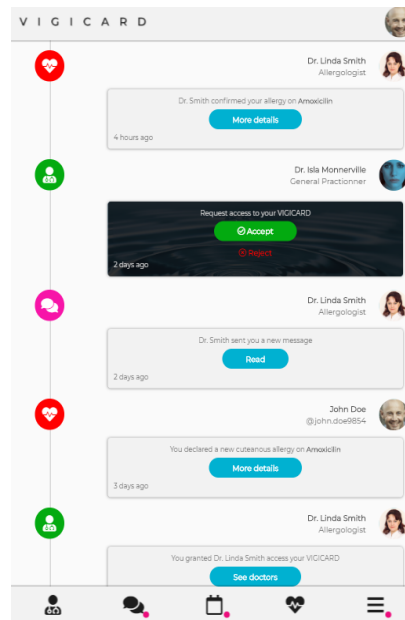 VIGICARD
Dr. Linda Smith
Allergologist
Dr. Smith confirmed your allergy on Amoxicilin
More details
4 hours ago
Dr. Isla Monnerville
General Practionner
Request access to your VIGICARD
Accept
Reject
2 days ago
Dr. Linda Smith
Allergologist
Dr. Smith sent you a new message
Read
2 days ago
John Doe
@john.doe9854
You declared a new cuteanous allergy on Amoxicilin
More details
3 days ago
Dr. Linda Smith
Allergologist
You granted Dr. Linda Smith access your VIGICARD
See doctors